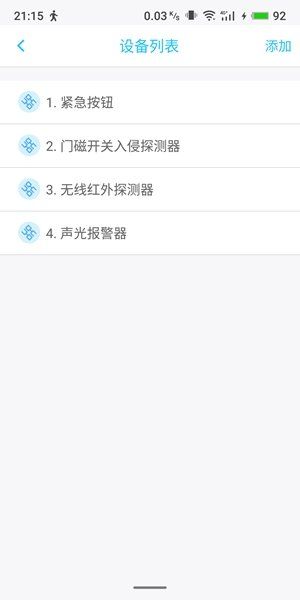 21:15 0.03 K/s 4G 92
设备列表 添加
1. 紧急按钮
2. 门磁开关入侵探测器
3. 无线红外探测器
4. 声光报警器